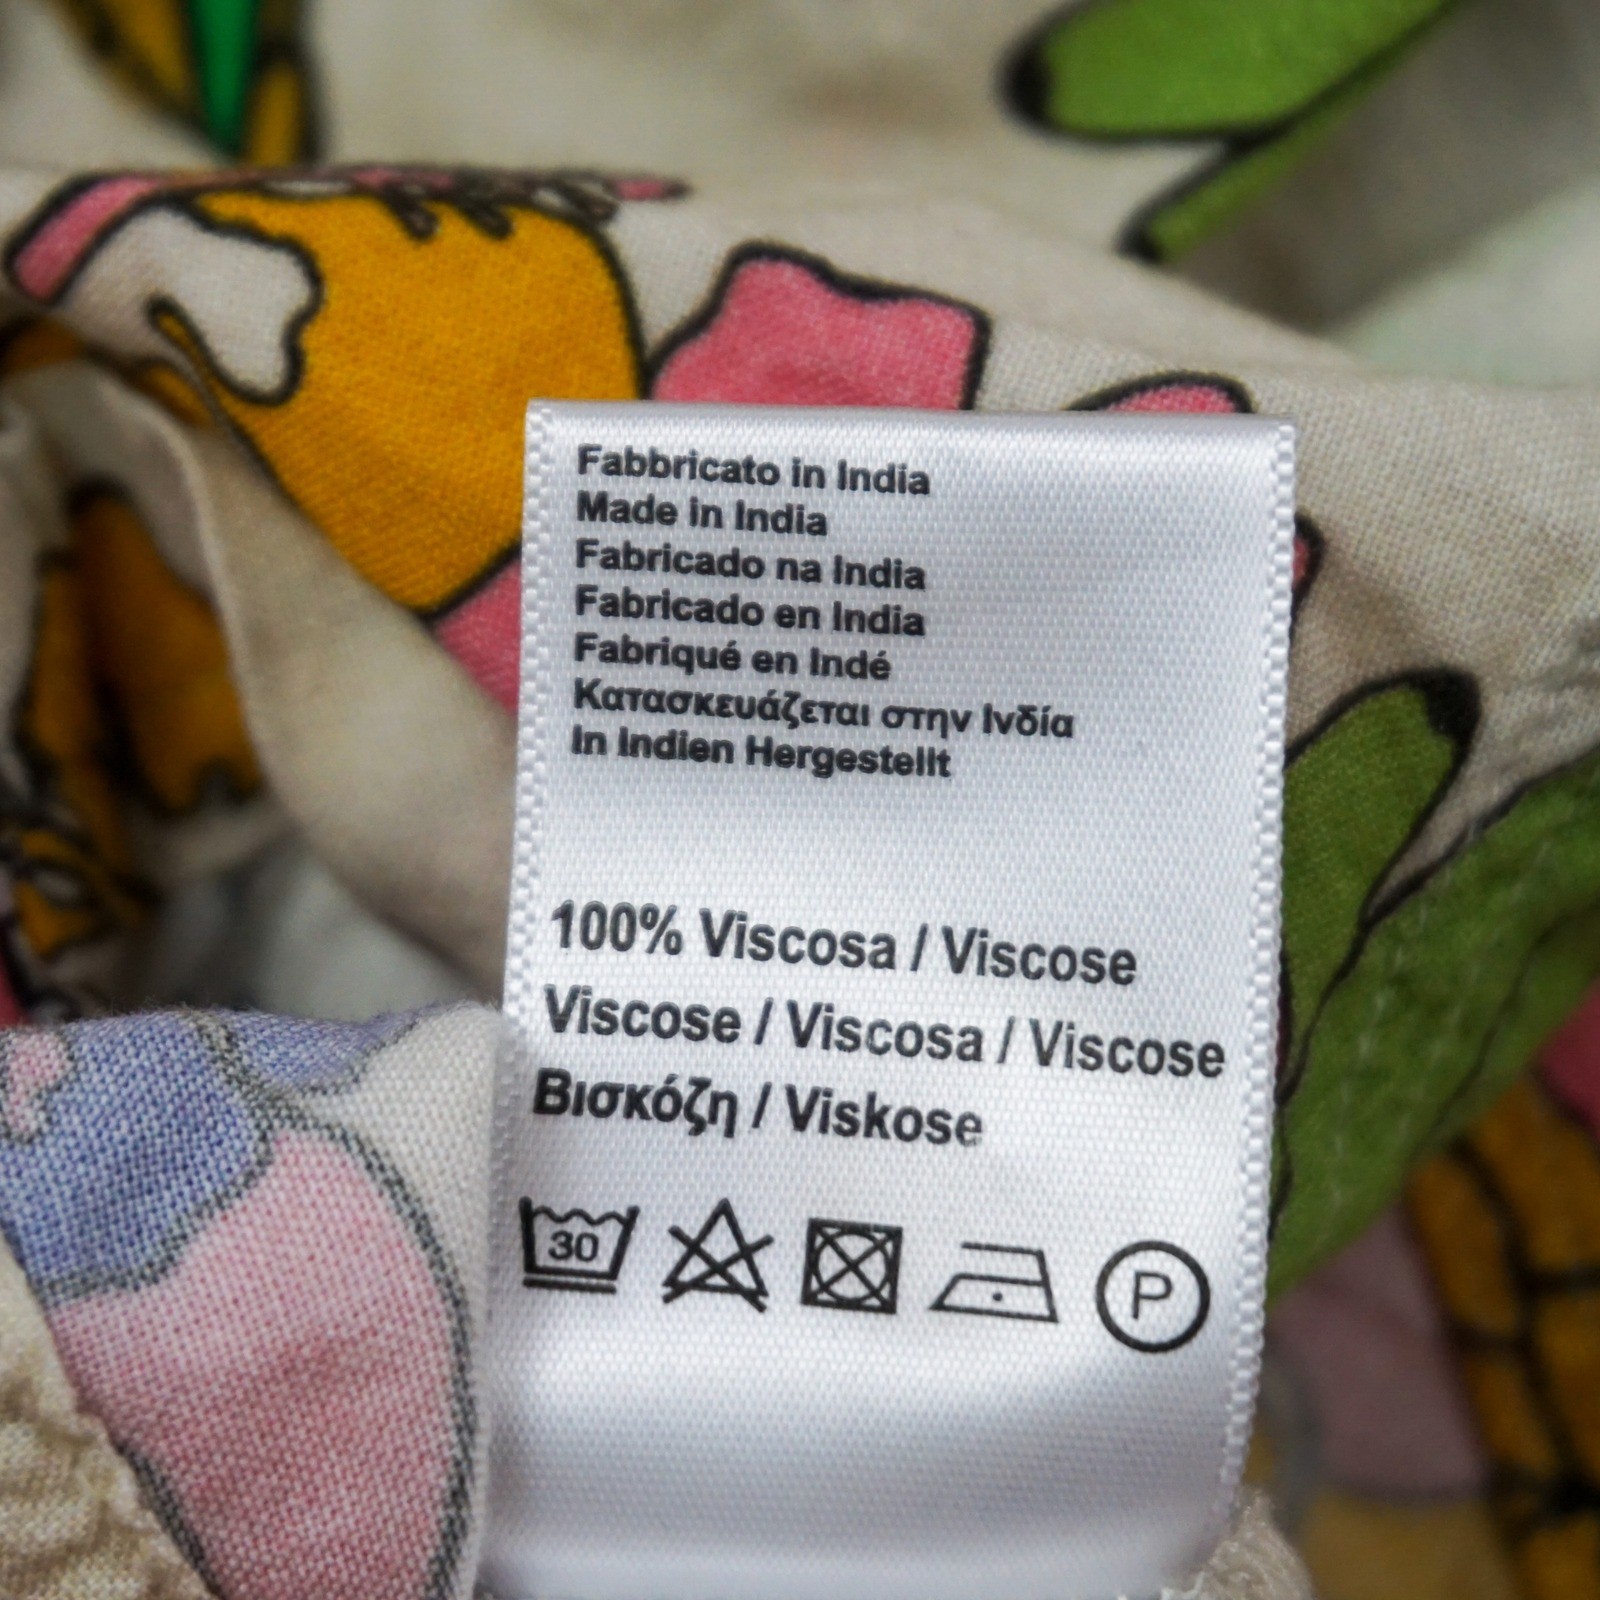 Fabbricato in India
Made in India
Fabricado na India
Fabricado en India
Fabriqué en Indé
Κατασκευάζεται στην Ινδία
In Indien Hergestellt
100% Viscosa / Viscose
Viscose / Viscosa / Viscose
Βισκόζη / Viskose
30
P